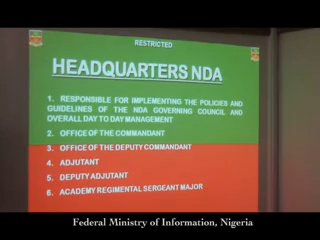 RESTRICTED
HEADQUARTERS NDA
1. RESPONSIBLE FOR IMPLEMENTING THE POLICIES AND
GUIDELINES OF THE NDA GOVERNING COUNCIL AND
OVERALL DAY TO DAY MANAGEMENT
2. OFFICE OF THE COMMANDANT
3. OFFICE OF THE DEPUTY COMMANDANT
4. ADJUTANT
5. DEPUTY ADJUTANT
6. ACADEMY REGIMENTAL SERGEANT MAJOR
Federal Ministry of Information, Nigeria